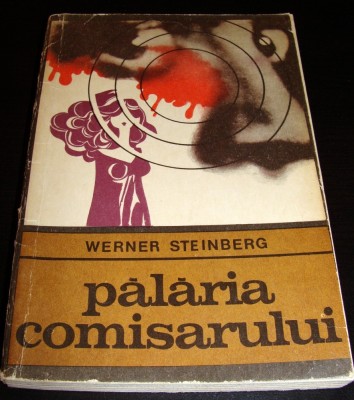 WERNER STEINBERG
pălăria
comisarului